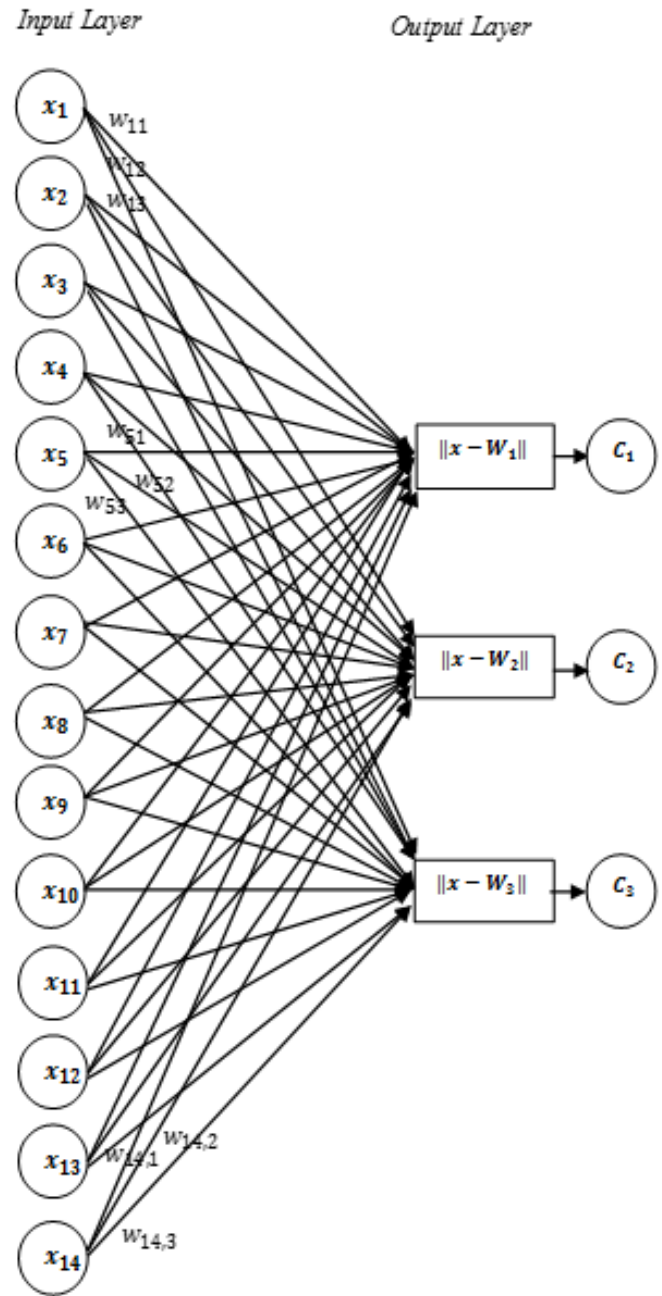 Input Layer
Output Layer
x₁
w₁₁
w₁₂
x₂
w₁₃
x₃
x₄
x₅
w₅₁
w₅₂
w₅₃
‖x − W₁‖
C₁
x₆
x₇
‖x − W₂‖
C₂
x₈
x₉
x₁₀
‖x − W₃‖
C₃
x₁₁
x₁₂
x₁₃
w₁₄,₁
w₁₄,₂
w₁₄,₃
x₁₄